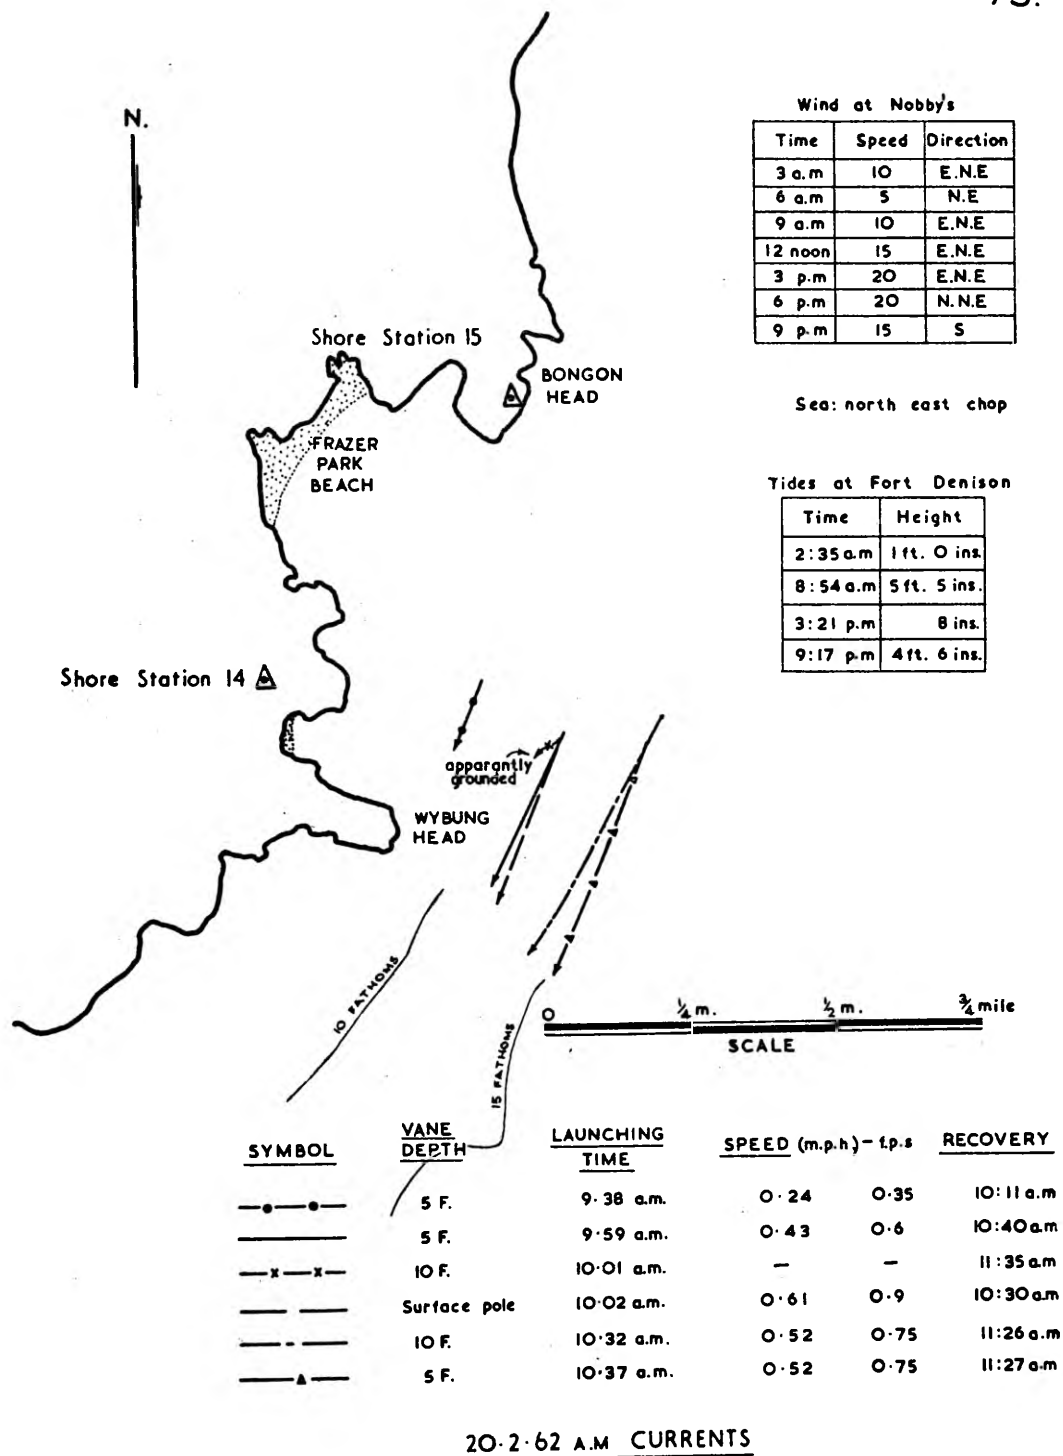 73.
N.
Wind at Nobby's
Time Speed Direction
3 a.m 10 E.N.E
6 a.m 5 N.E
9 a.m 10 E.N.E
12 noon 15 E.N.E
3 p.m 20 E.N.E
6 p.m 20 N.N.E
9 p.m 15 S
Sea: north east chop
Tides at Fort Denison
Time Height
2:35 a.m 1 ft. 0 ins.
8:54 a.m 5 ft. 5 ins.
3:21 p.m 8 ins.
9:17 p.m 4 ft. 6 ins.
Shore Station 15
BONGON
HEAD
FRAZER
PARK
BEACH
Shore Station 14
apparantly
grounded
WYBUNG
HEAD
10 FATHOMS
15 FATHOMS
0 ¼ m. ½ m. ¾ mile
SCALE
SYMBOL VANE DEPTH LAUNCHING TIME SPEED (m.p.h) - f.p.s RECOVERY
5 F. 9·38 a.m. 0·24 0·35 10:11 a.m
5 F. 9·59 a.m. 0·43 0·6 10:40 a.m
10 F. 10·01 a.m. – – 11:35 a.m
Surface pole 10·02 a.m. 0·61 0·9 10:30 a.m
10 F. 10·32 a.m. 0·52 0·75 11:26 a.m
5 F. 10·37 a.m. 0·52 0·75 11:27 a.m
20·2·62 A.M CURRENTS